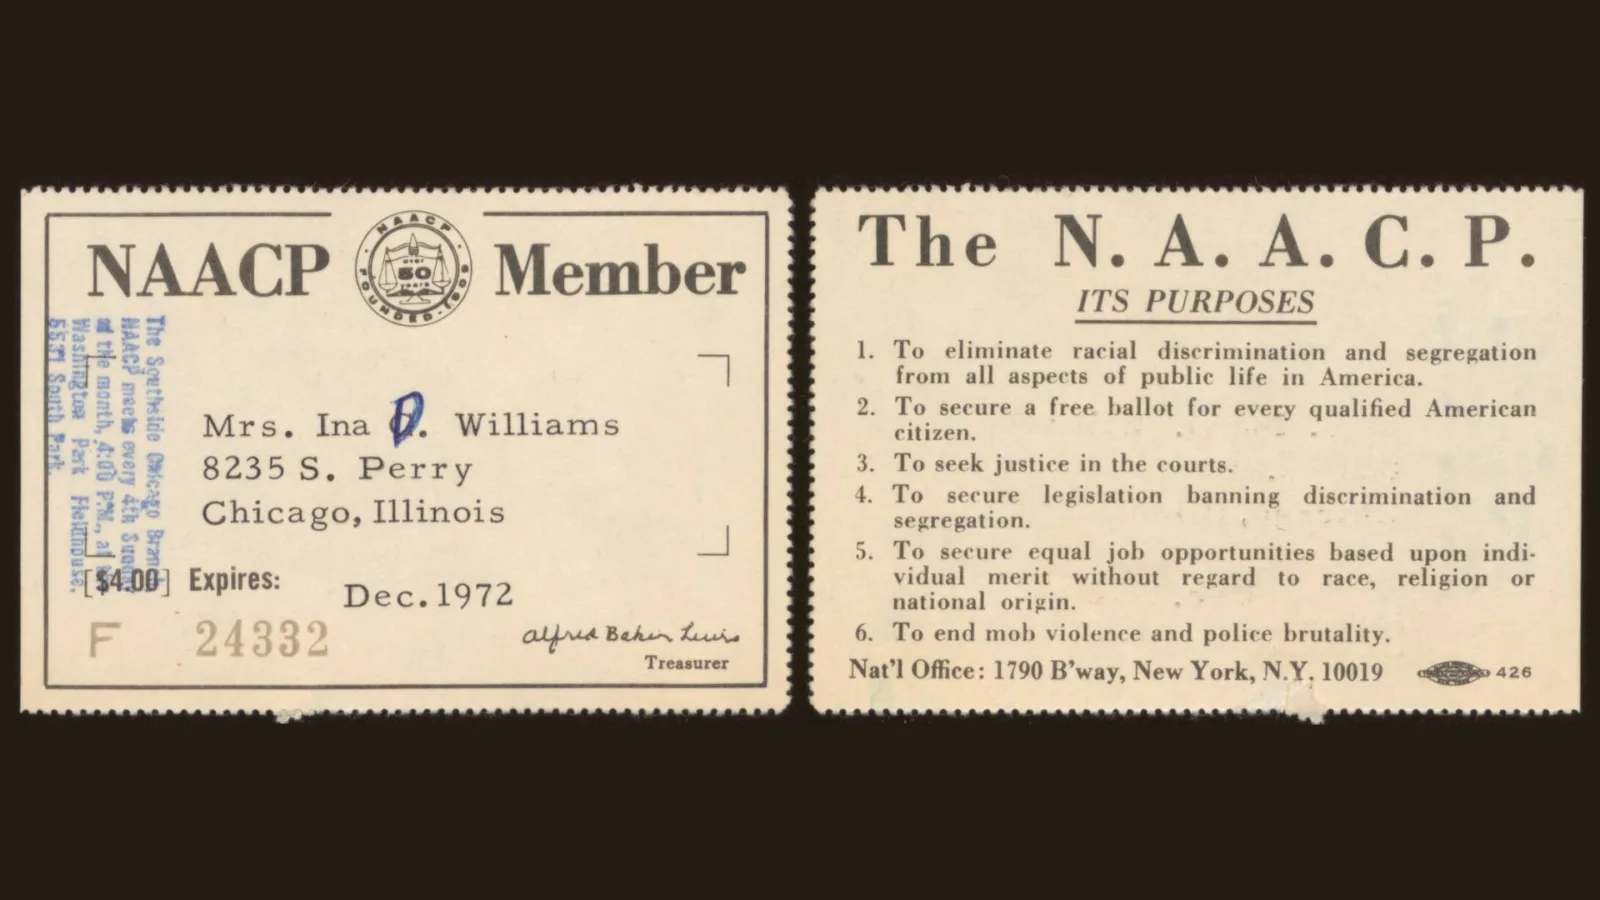 NAACP Member
NAACP
OVER
50
YEARS
FOUNDED-1909
Mrs. Ina D. Williams
8235 S. Perry
Chicago, Illinois
[$4.00] Expires:
Dec. 1972
F 24332
Alfred Baker Lewis
Treasurer
The Southside Chicago Branch
NAACP meets every 4th Sunday
of the month, 4:00 P.M., at
Washington Park Fieldhouse,
5531 South Park.
The N. A. A. C. P.
ITS PURPOSES
1. To eliminate racial discrimination and segregation
from all aspects of public life in America.
2. To secure a free ballot for every qualified American
citizen.
3. To seek justice in the courts.
4. To secure legislation banning discrimination and
segregation.
5. To secure equal job opportunities based upon indi-
vidual merit without regard to race, religion or
national origin.
6. To end mob violence and police brutality.
Nat'l Office: 1790 B'way, New York, N.Y. 10019
426